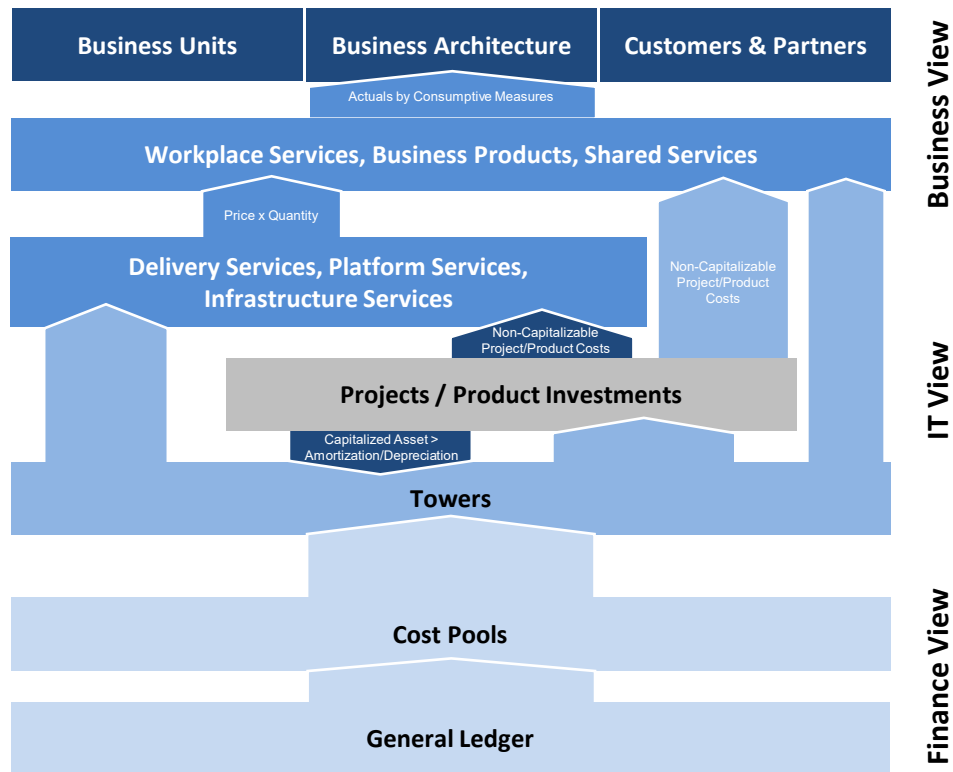 Business Units
Business Architecture
Customers & Partners
Business View
Actuals by Consumptive Measures
Workplace Services, Business Products, Shared Services
Price x Quantity
Delivery Services, Platform Services,
Infrastructure Services
Non-Capitalizable
Project/Product
Costs
Non-Capitalizable
Project/Product Costs
IT View
Projects / Product Investments
Capitalized Asset >
Amortization/Depreciation
Towers
Cost Pools
Finance View
General Ledger